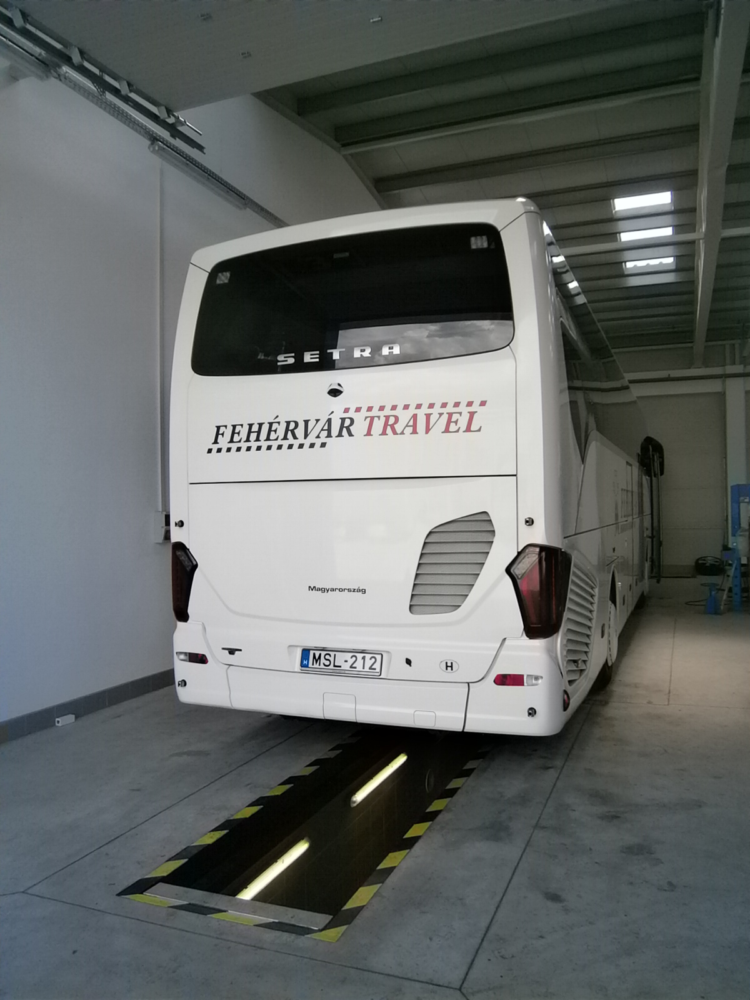 SETRA
FEHÉRVÁR TRAVEL
Magyarország
H MSL-212
H